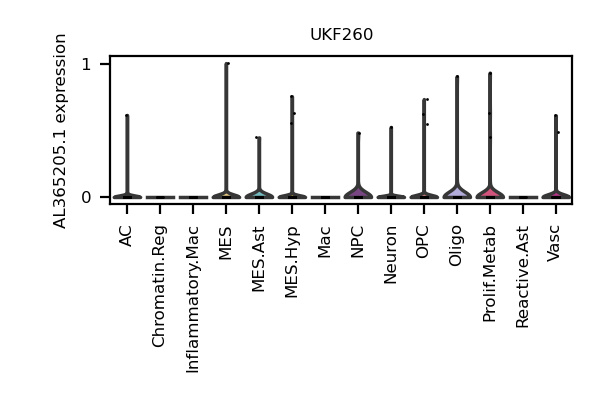 UKF260
AL365205.1 expression
1
0
AC
Chromatin.Reg
Inflammatory.Mac
MES
MES.Ast
MES.Hyp
Mac
NPC
Neuron
OPC
Oligo
Prolif.Metab
Reactive.Ast
Vasc